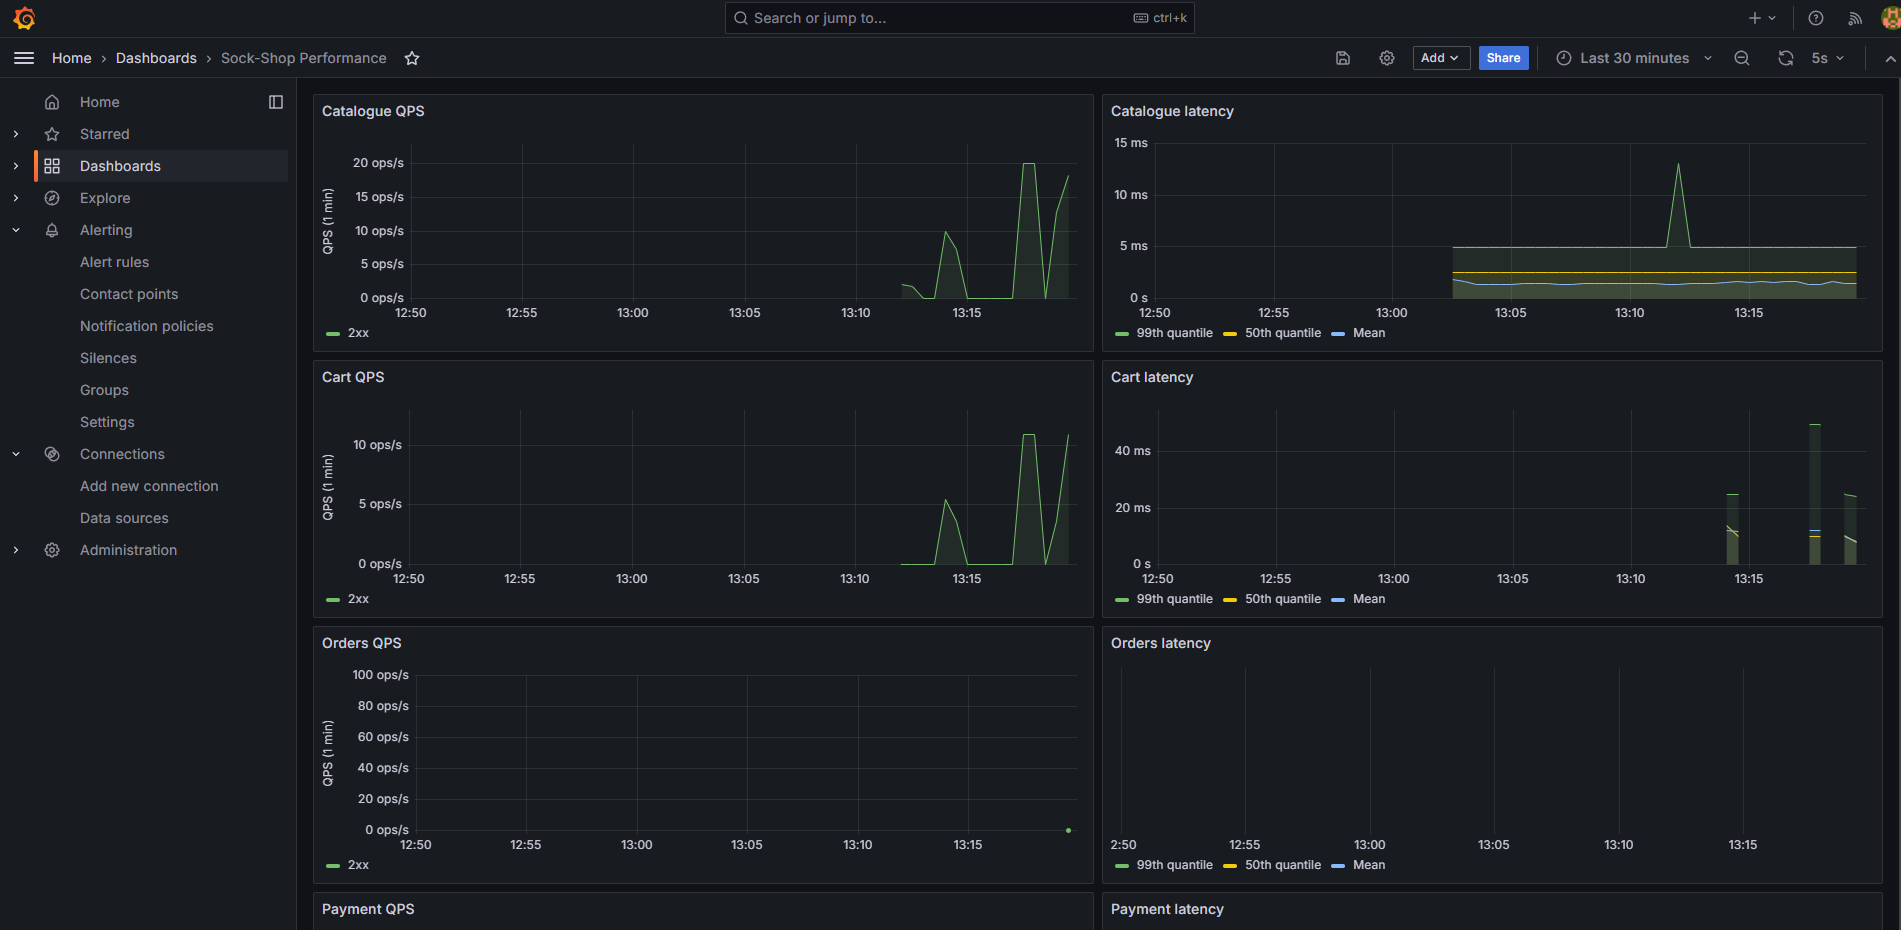 Search or jump to...
ctrl+k
Home › Dashboards › Sock-Shop Performance
Add
Share
Last 30 minutes
5s
Home
Starred
Dashboards
Explore
Alerting
Alert rules
Contact points
Notification policies
Silences
Groups
Settings
Connections
Add new connection
Data sources
Administration
Catalogue QPS
QPS (1 min)
20 ops/s
15 ops/s
10 ops/s
5 ops/s
0 ops/s
12:50 12:55 13:00 13:05 13:10 13:15
2xx
Catalogue latency
15 ms
10 ms
5 ms
0 s
12:50 12:55 13:00 13:05 13:10 13:15
99th quantile 50th quantile Mean
Cart QPS
QPS (1 min)
10 ops/s
5 ops/s
0 ops/s
12:50 12:55 13:00 13:05 13:10 13:15
2xx
Cart latency
40 ms
20 ms
0 s
12:50 12:55 13:00 13:05 13:10 13:15
99th quantile 50th quantile Mean
Orders QPS
QPS (1 min)
100 ops/s
80 ops/s
60 ops/s
40 ops/s
20 ops/s
0 ops/s
12:50 12:55 13:00 13:05 13:10 13:15
2xx
Orders latency
2:50 12:55 13:00 13:05 13:10 13:15
99th quantile 50th quantile Mean
Payment QPS
Payment latency